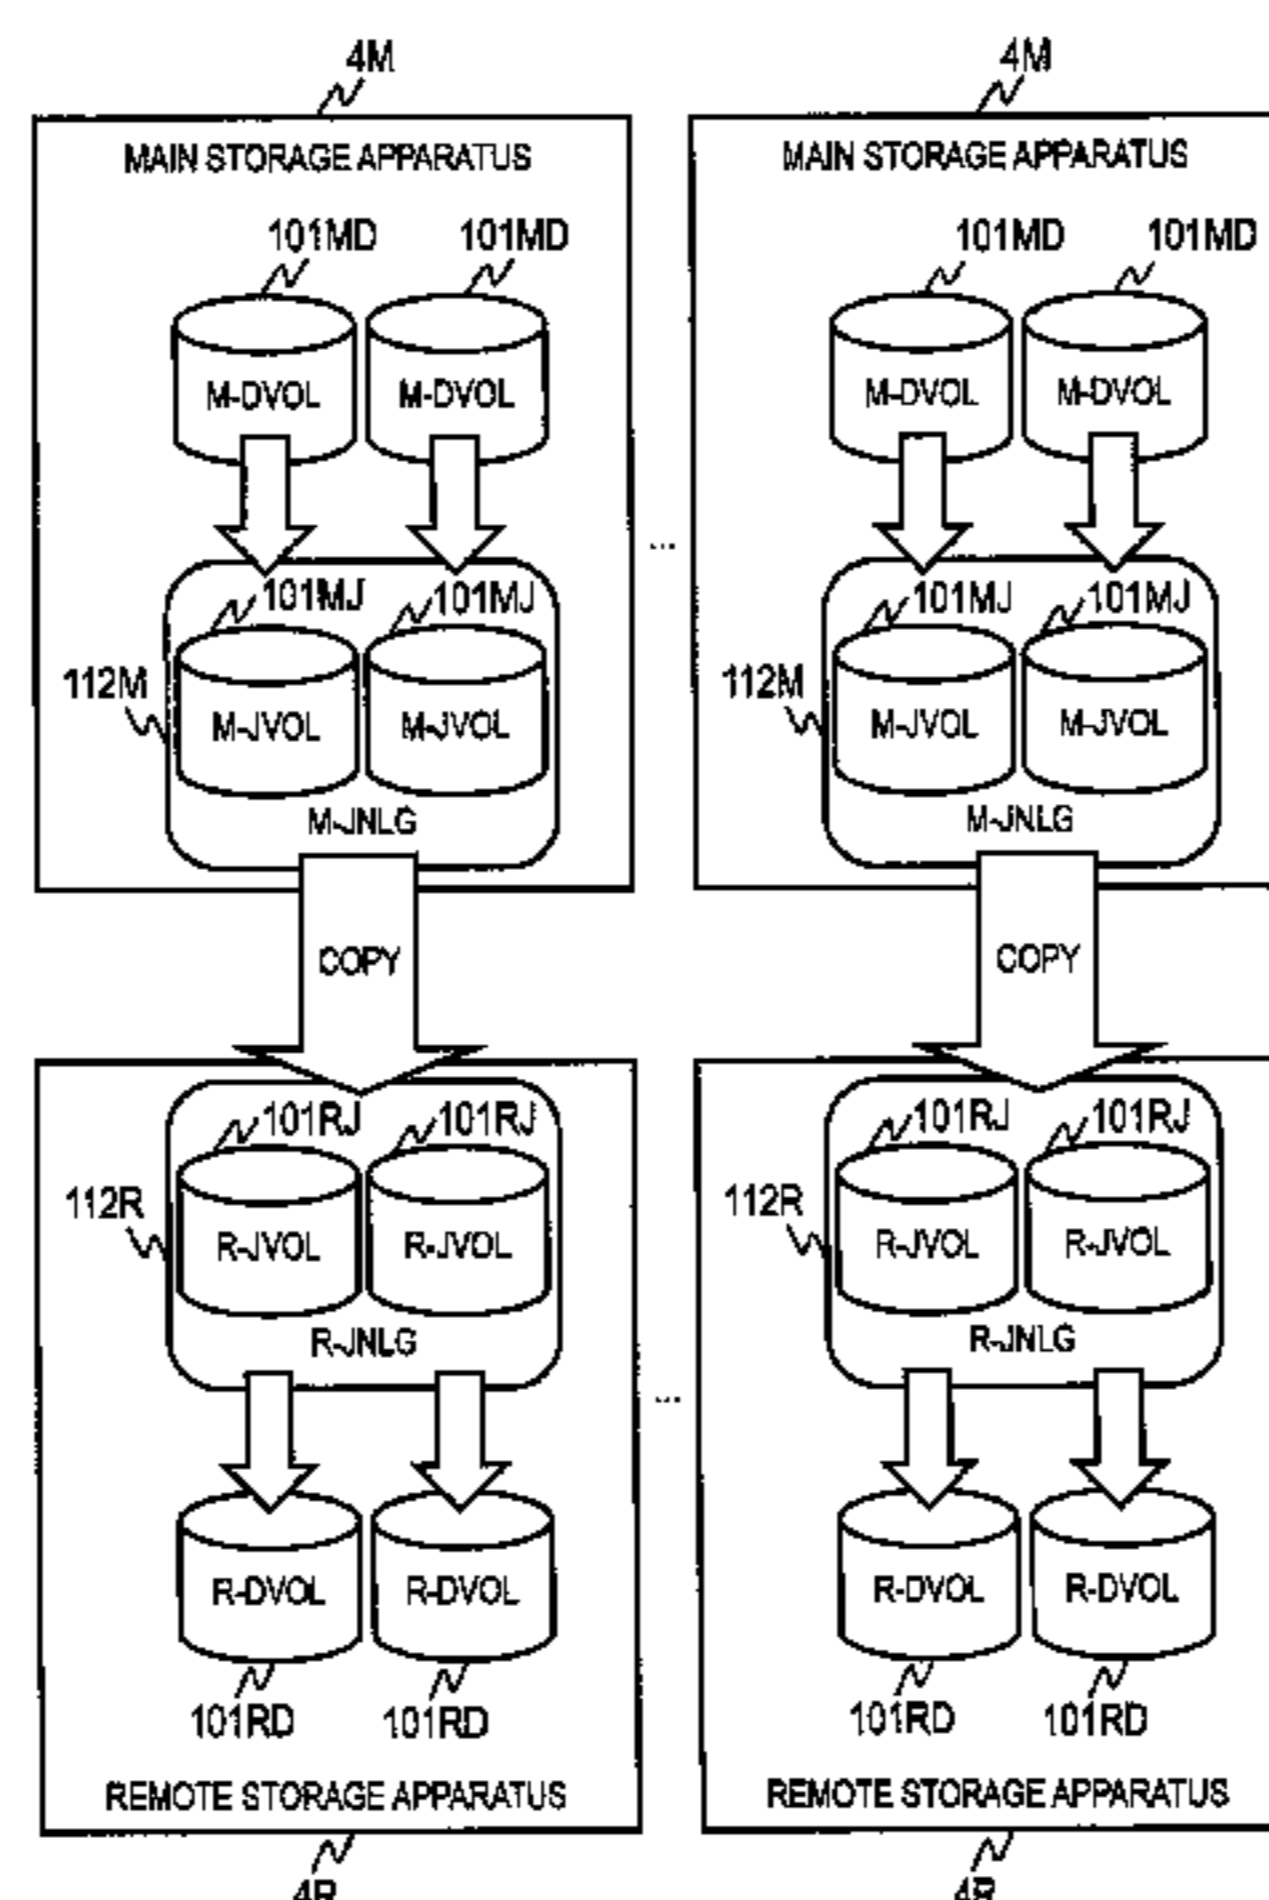 4M 4M
MAIN STORAGE APPARATUS MAIN STORAGE APPARATUS
101MD 101MD 101MD 101MD
M-DVOL M-DVOL M-DVOL M-DVOL
...
101MJ 101MJ 101MJ 101MJ
112M 112M
M-JVOL M-JVOL M-JVOL M-JVOL
M-JNLG M-JNLG
COPY COPY
101RJ 101RJ 101RJ 101RJ
112R 112R
R-JVOL R-JVOL R-JVOL R-JVOL
R-JNLG R-JNLG
...
R-DVOL R-DVOL R-DVOL R-DVOL
101RD 101RD 101RD 101RD
REMOTE STORAGE APPARATUS REMOTE STORAGE APPARATUS
4R 4R